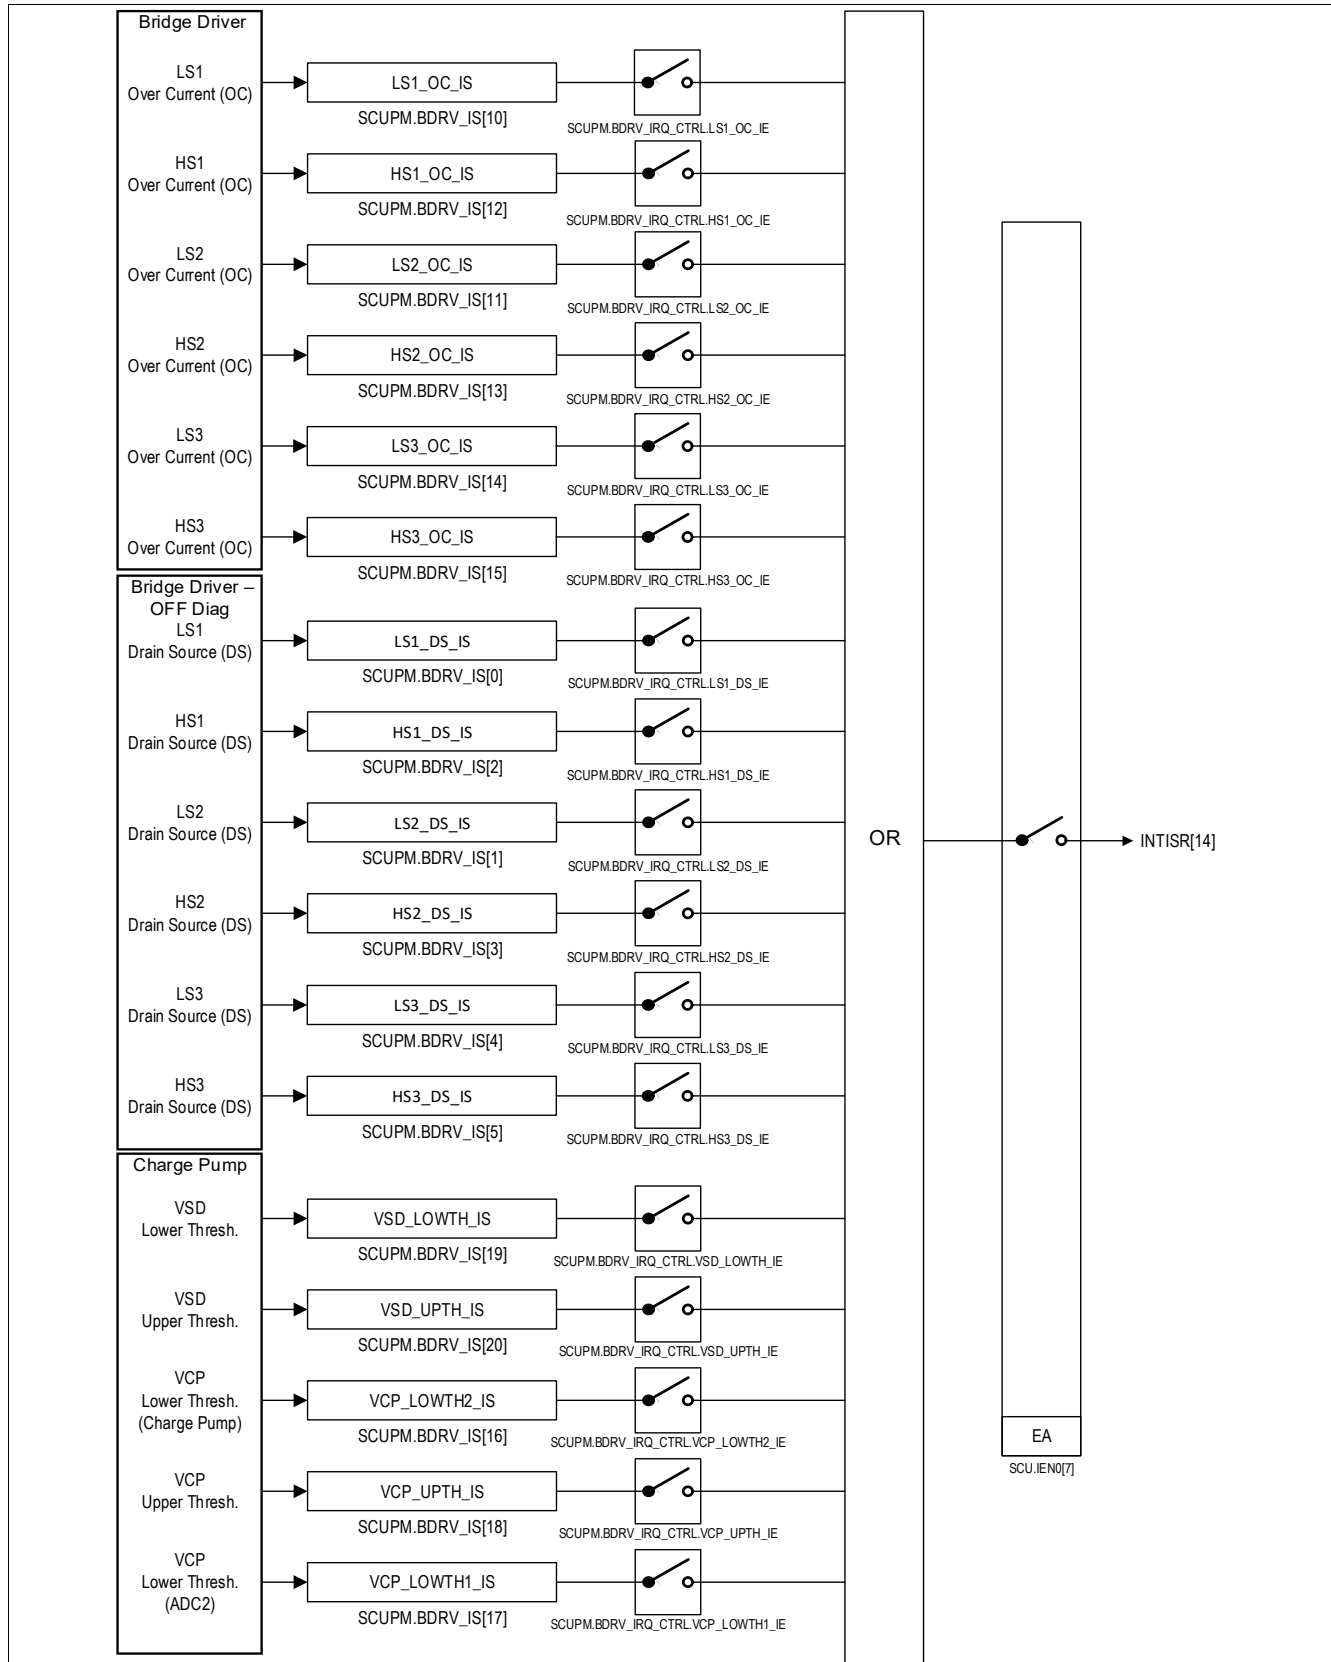 Bridge Driver
LS1
Over Current (OC)
LS1_OC_IS
SCUPM.BDRV_IS[10]
SCUPM.BDRV_IRQ_CTRL.LS1_OC_IE
HS1
Over Current (OC)
HS1_OC_IS
SCUPM.BDRV_IS[12]
SCUPM.BDRV_IRQ_CTRL.HS1_OC_IE
LS2
Over Current (OC)
LS2_OC_IS
SCUPM.BDRV_IS[11]
SCUPM.BDRV_IRQ_CTRL.LS2_OC_IE
HS2
Over Current (OC)
HS2_OC_IS
SCUPM.BDRV_IS[13]
SCUPM.BDRV_IRQ_CTRL.HS2_OC_IE
LS3
Over Current (OC)
LS3_OC_IS
SCUPM.BDRV_IS[14]
SCUPM.BDRV_IRQ_CTRL.LS3_OC_IE
HS3
Over Current (OC)
HS3_OC_IS
SCUPM.BDRV_IS[15]
SCUPM.BDRV_IRQ_CTRL.HS3_OC_IE
Bridge Driver –
OFF Diag
LS1
Drain Source (DS)
LS1_DS_IS
SCUPM.BDRV_IS[0]
SCUPM.BDRV_IRQ_CTRL.LS1_DS_IE
HS1
Drain Source (DS)
HS1_DS_IS
SCUPM.BDRV_IS[2]
SCUPM.BDRV_IRQ_CTRL.HS1_DS_IE
LS2
Drain Source (DS)
LS2_DS_IS
SCUPM.BDRV_IS[1]
SCUPM.BDRV_IRQ_CTRL.LS2_DS_IE
HS2
Drain Source (DS)
HS2_DS_IS
SCUPM.BDRV_IS[3]
SCUPM.BDRV_IRQ_CTRL.HS2_DS_IE
LS3
Drain Source (DS)
LS3_DS_IS
SCUPM.BDRV_IS[4]
SCUPM.BDRV_IRQ_CTRL.LS3_DS_IE
HS3
Drain Source (DS)
HS3_DS_IS
SCUPM.BDRV_IS[5]
SCUPM.BDRV_IRQ_CTRL.HS3_DS_IE
Charge Pump
VSD
Lower Thresh.
VSD_LOWTH_IS
SCUPM.BDRV_IS[19]
SCUPM.BDRV_IRQ_CTRL.VSD_LOWTH_IE
VSD
Upper Thresh.
VSD_UPTH_IS
SCUPM.BDRV_IS[20]
SCUPM.BDRV_IRQ_CTRL.VSD_UPTH_IE
VCP
Lower Thresh.
(Charge Pump)
VCP_LOWTH2_IS
SCUPM.BDRV_IS[16]
SCUPM.BDRV_IRQ_CTRL.VCP_LOWTH2_IE
VCP
Upper Thresh.
VCP_UPTH_IS
SCUPM.BDRV_IS[18]
SCUPM.BDRV_IRQ_CTRL.VCP_UPTH_IE
VCP
Lower Thresh.
(ADC2)
VCP_LOWTH1_IS
SCUPM.BDRV_IS[17]
SCUPM.BDRV_IRQ_CTRL.VCP_LOWTH1_IE
OR
INTISR[14]
EA
SCU.IEN0[7]